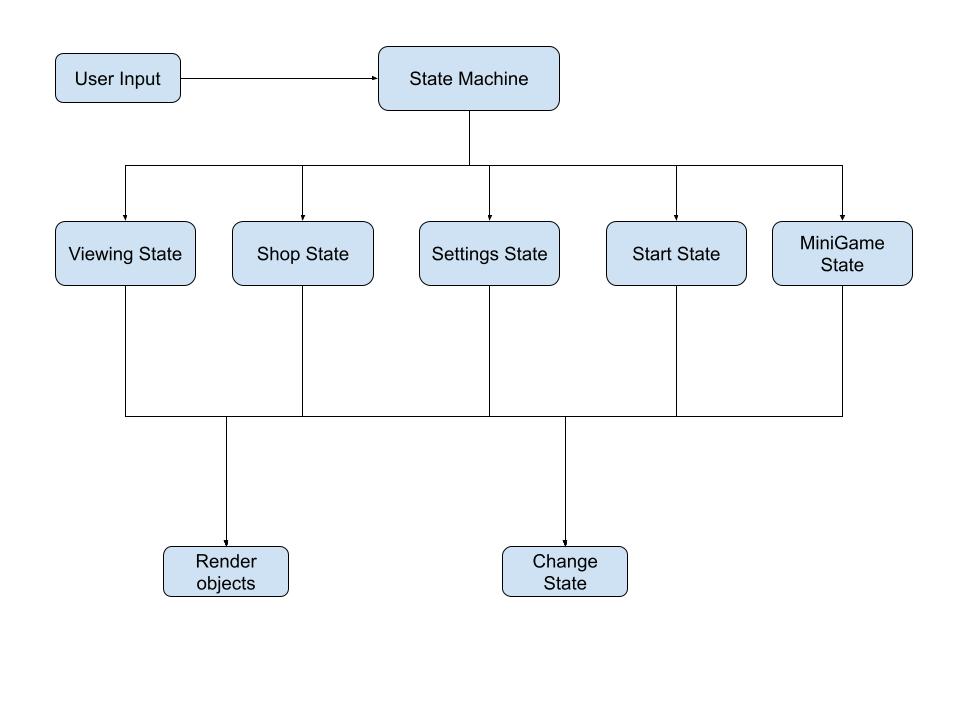 User Input
State Machine
Viewing State
Shop State
Settings State
Start State
MiniGame
State
Render
objects
Change
State